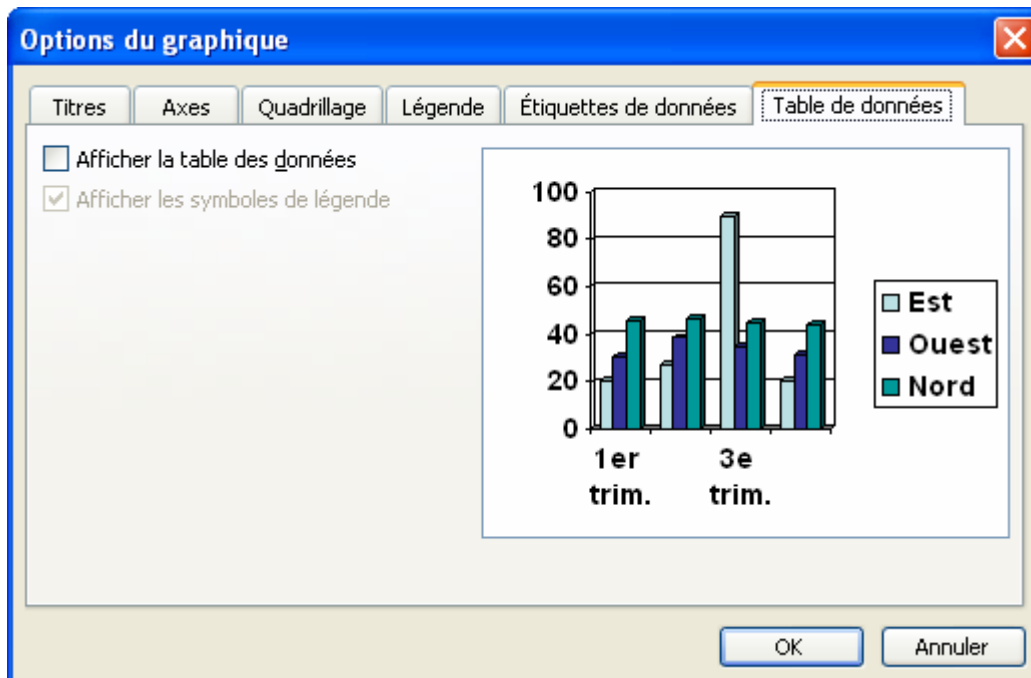 Options du graphique
Titres Axes Quadrillage Légende Étiquettes de données Table de données
Afficher la table des données
Afficher les symboles de légende
100
80
60
40
20
0
1er trim.
3e trim.
Est
Ouest
Nord
OK Annuler